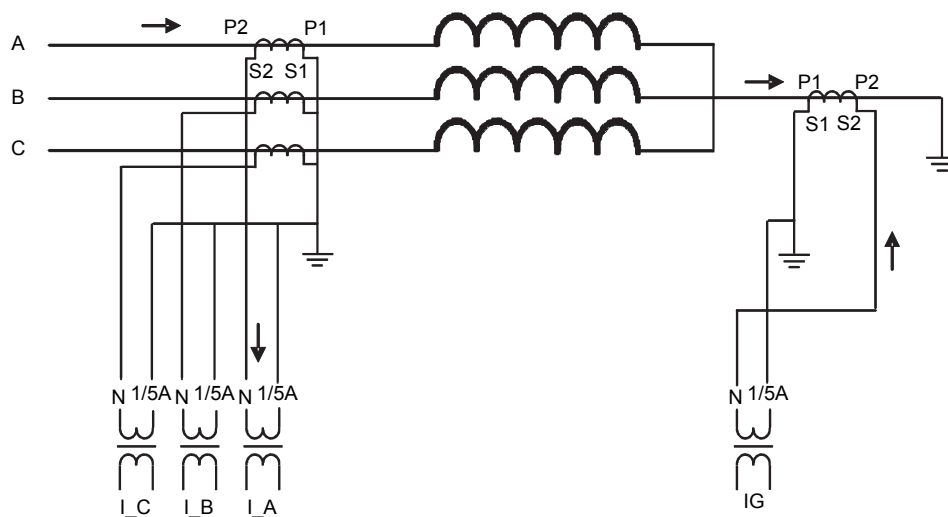 A
P2
P1
S2
S1
B
P1
P2
S1
S2
C
N
1/5A
N
1/5A
N
1/5A
N
1/5A
I_C
I_B
I_A
IG